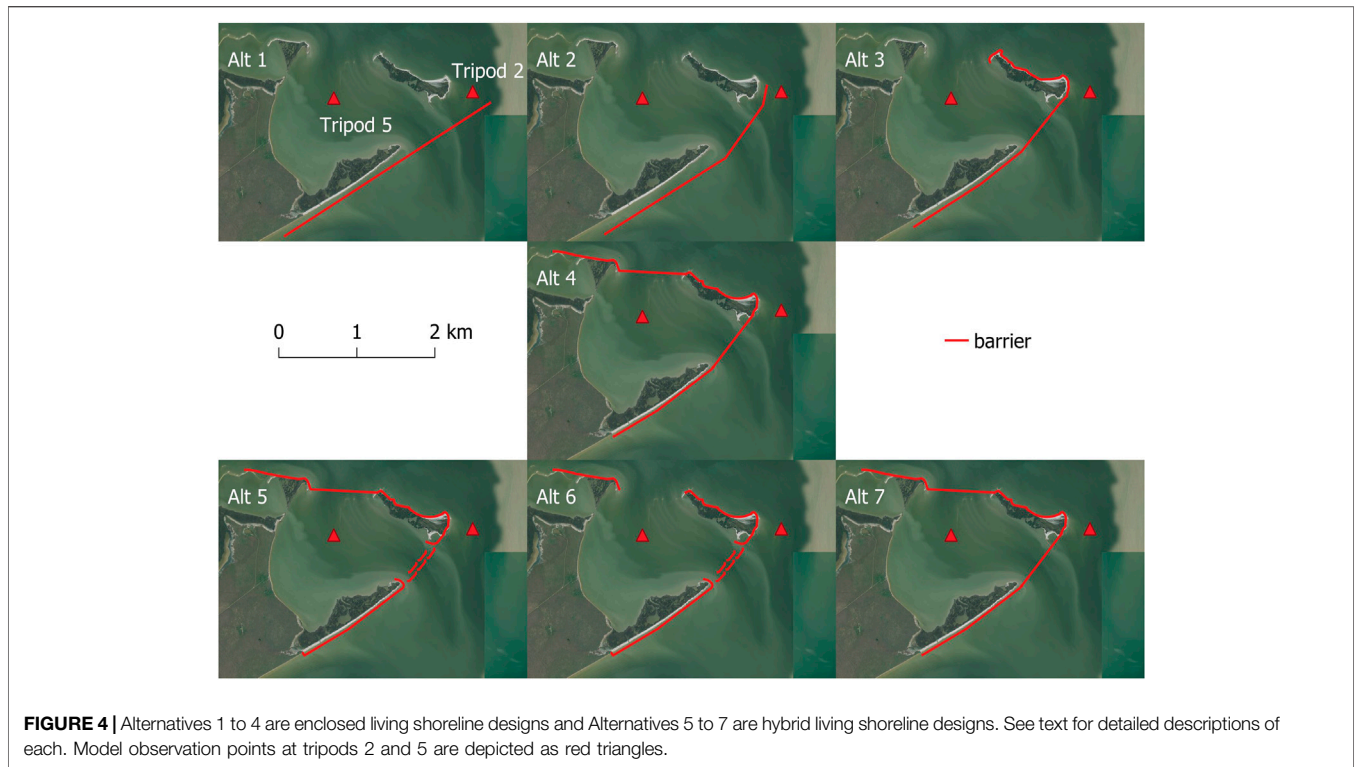 Alt 1
Tripod 2
Tripod 5
Alt 2
Alt 3
Alt 4
0 1 2 km
barrier
Alt 5
Alt 6
Alt 7
FIGURE 4 | Alternatives 1 to 4 are enclosed living shoreline designs and Alternatives 5 to 7 are hybrid living shoreline designs. See text for detailed descriptions of
each. Model observation points at tripods 2 and 5 are depicted as red triangles.